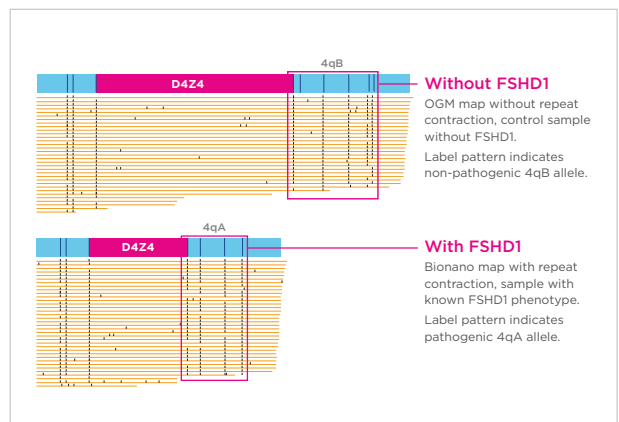 4qB
D4Z4
Without FSHD1
OGM map without repeat
contraction, control sample
without FSHD1.
Label pattern indicates
non-pathogenic 4qB allele.
4qA
D4Z4
With FSHD1
Bionano map with repeat
contraction, sample with
known FSHD1 phenotype.
Label pattern indicates
pathogenic 4qA allele.